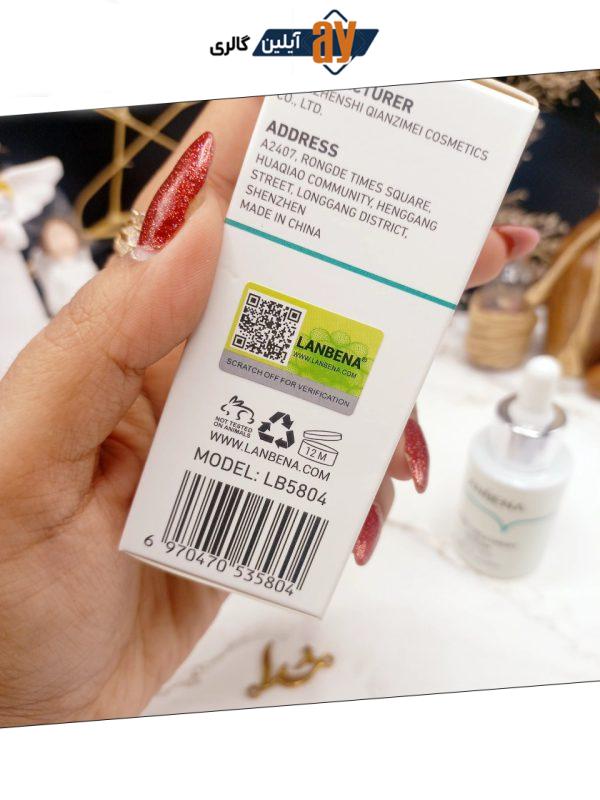 آیلین گالری ay
CO., LTD.
ADDRESS
A2407, RONGDE TIMES SQUARE,
HUAQIAO COMMUNITY, HENGGANG
STREET, LONGGANG DISTRICT,
SHENZHEN
MADE IN CHINA
LANBENA®
WWW.LANBENA.COM
SCRATCH OFF FOR VERIFICATION
NOT TESTED
ON ANIMALS
12 M
WWW.LANBENA.COM
MODEL: LB5804
6 970470 535804
LANBENA
خدا